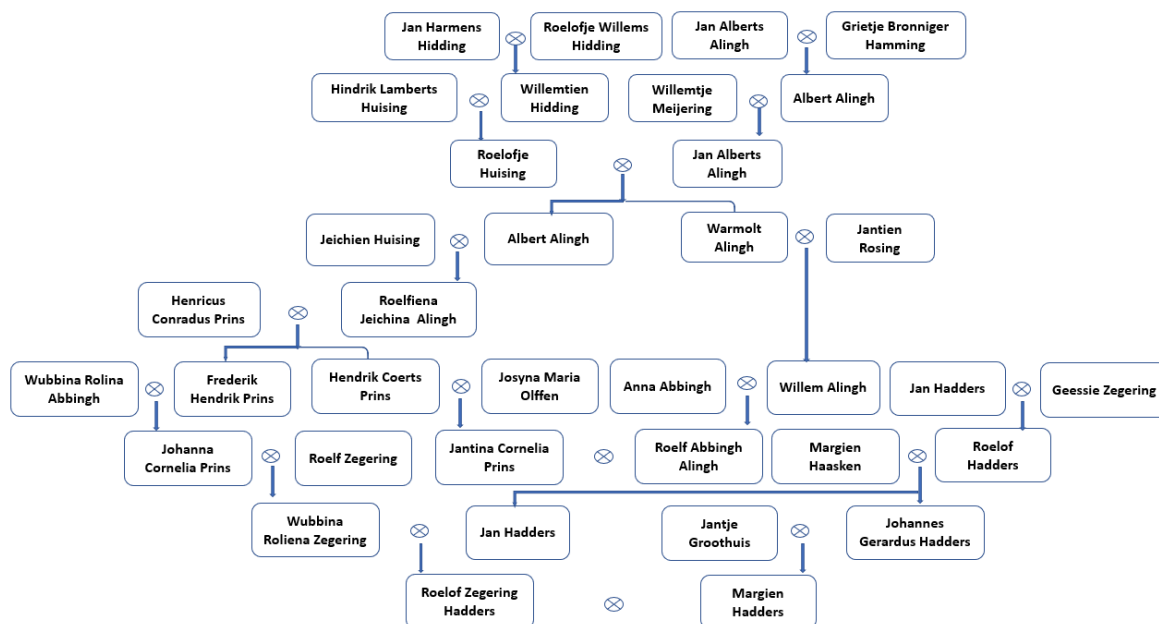 Jan Harmens
Hidding
Roelofje Willems
Hidding
Jan Alberts
Alingh
Grietje Bronniger
Hamming
Hindrik Lamberts
Huising
Willemtien
Hidding
Willemtje
Meijering
Albert Alingh
Roelofje
Huising
Jan Alberts
Alingh
Jeichien Huising
Albert Alingh
Warmolt
Alingh
Jantien
Rosing
Henricus
Conradus Prins
Roelfiena
Jeichina Alingh
Wubbina Rolina
Abbingh
Frederik
Hendrik Prins
Hendrik Coerts
Prins
Josyna Maria
Olffen
Anna Abbingh
Willem Alingh
Jan Hadders
Geessie Zegering
Johanna
Cornelia Prins
Roelf Zegering
Jantina Cornelia
Prins
Roelf Abbingh
Alingh
Margien
Haasken
Roelof
Hadders
Wubbina
Roliena Zegering
Jan Hadders
Jantje
Groothuis
Johannes
Gerardus Hadders
Roelof Zegering
Hadders
Margien
Hadders